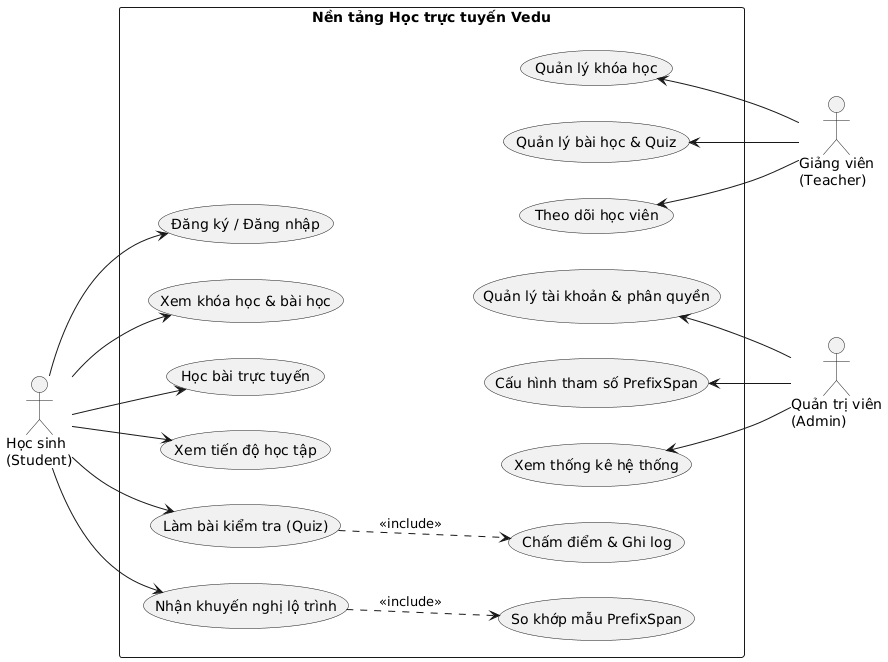 Nền tảng Học trực tuyến Vedu
Quản lý khóa học
Quản lý bài học & Quiz
Giảng viên
(Teacher)
Theo dõi học viên
Đăng ký / Đăng nhập
Quản lý tài khoản & phân quyền
Xem khóa học & bài học
Học bài trực tuyến
Cấu hình tham số PrefixSpan
Quản trị viên
(Admin)
Học sinh
(Student)
Xem tiến độ học tập
Xem thống kê hệ thống
Làm bài kiểm tra (Quiz)
«include»
Chấm điểm & Ghi log
Nhận khuyến nghị lộ trình
«include»
So khớp mẫu PrefixSpan